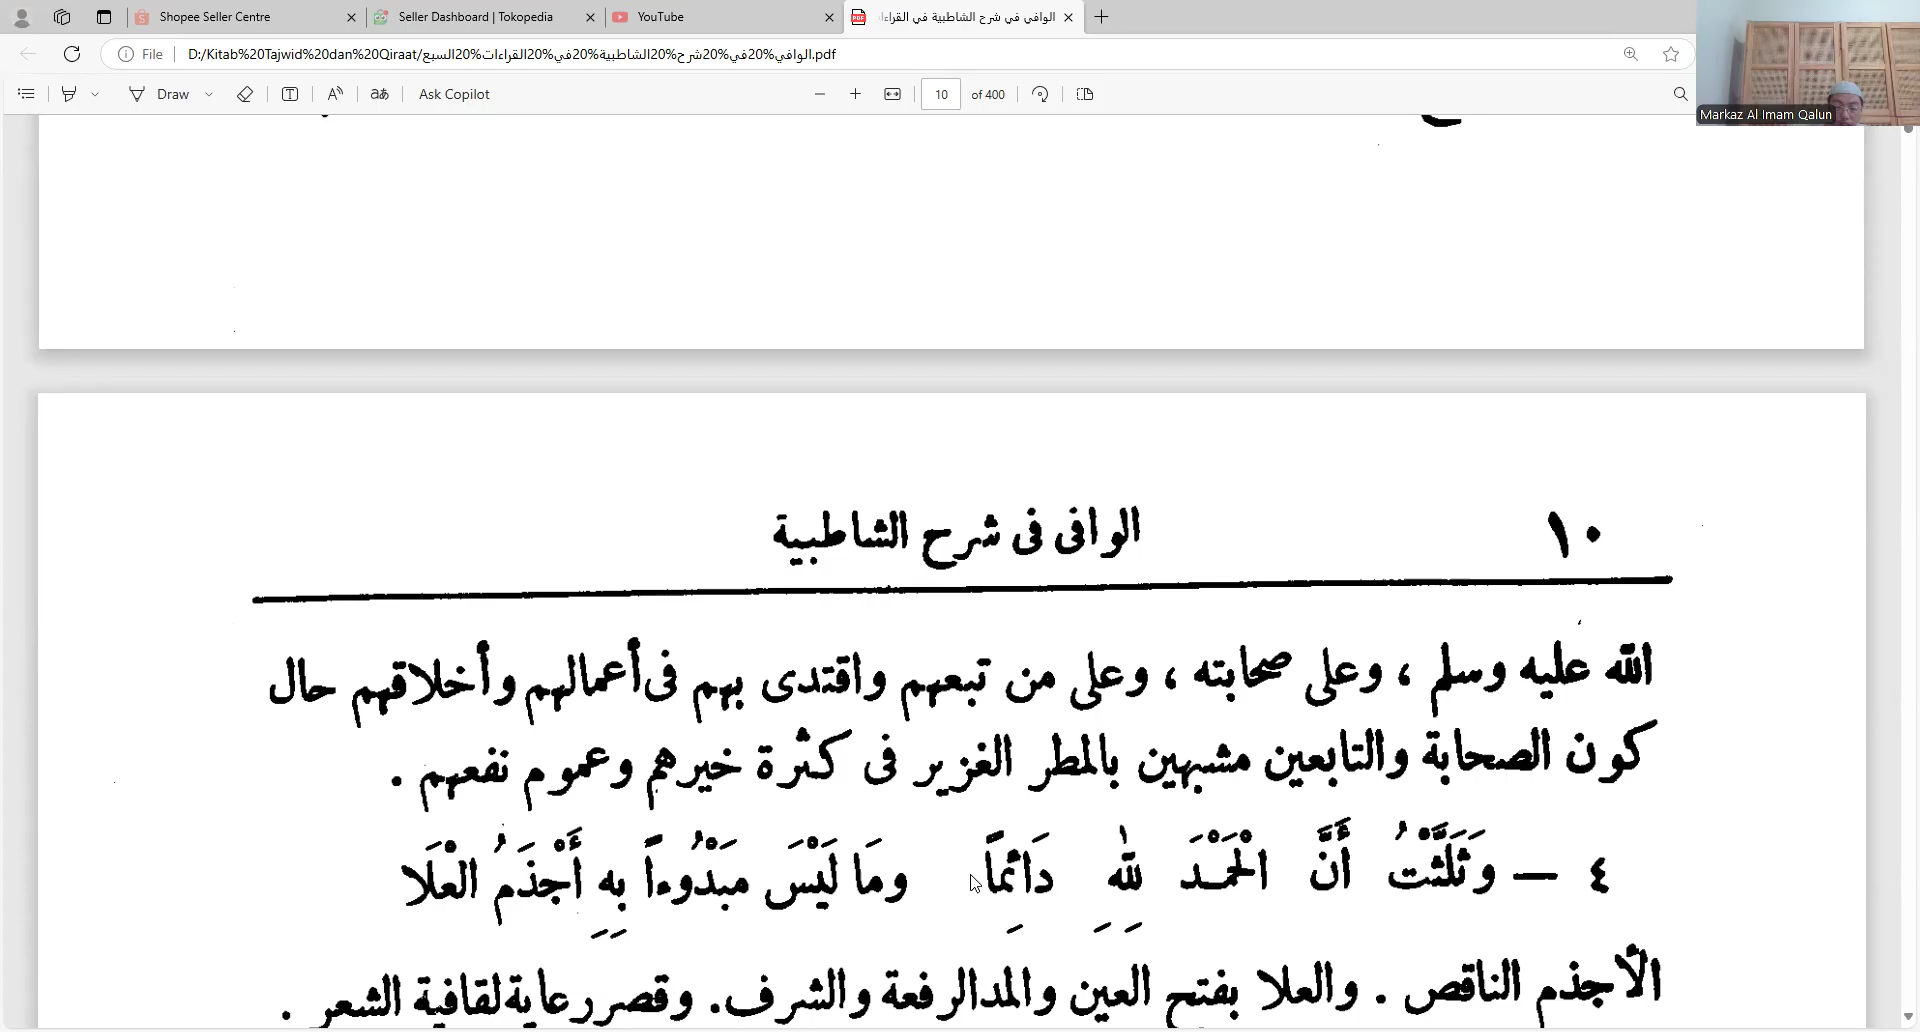 Shopee Seller Centre
Seller Dashboard | Tokopedia
YouTube
الوافي في شرح الشاطبية في القراءا
File
D:/Kitab%20Tajwid%20dan%20Qiraat/الوافي%20في%20شرح%20الشاطبية%20في%20القراءات%20السبع.pdf
Draw
Ask Copilot
10 of 400
Markaz Al Imam Qalun
١٠ الوافى فى شرح الشاطبية
الله عليه وسلم ، وعلى صحابته ، وعلى من تبعهم واقتدى بهم فى أعمالهم وأخلاقهم حال
كون الصحابة والتابعين مشبهين بالمطر الغزير فى كثرة خيرهم وعموم نفعهم .
٤ — وَثَلَّثْتُ أَنَّ الْحَمْدَ لِلّٰهِ دَائِماً وَمَا لَيْسَ مَبْدُوءاً بِهِ أَجْذَمُ الْعَلَا
الأجذم الناقص . والعلا بفتح العين والمد الرفعة والشرف. وقصر رعاية لقافية الشعر .